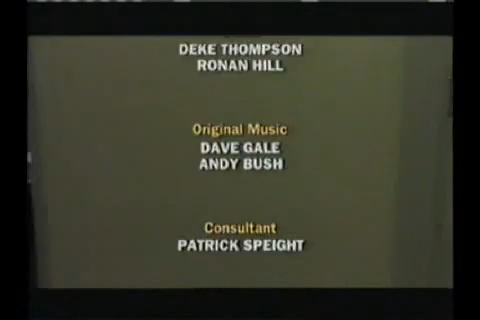 DEKE THOMPSON
RONAN HILL
Original Music
DAVE GALE
ANDY BUSH
Consultant
PATRICK SPEIGHT